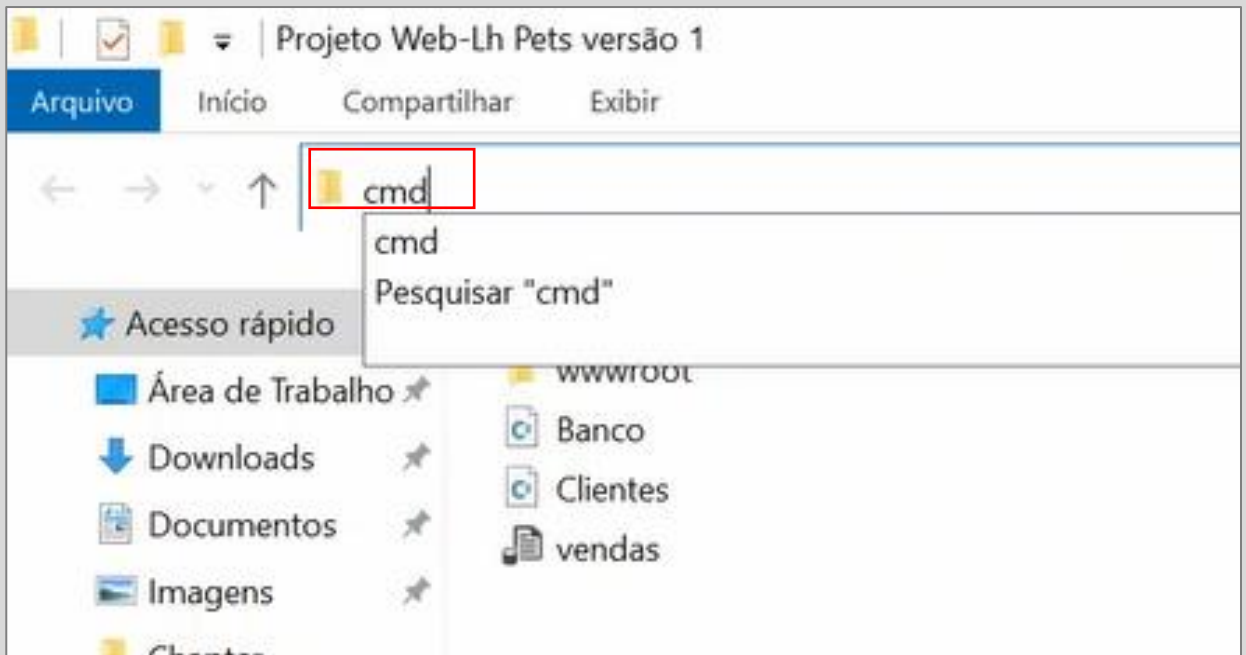 Projeto Web-Lh Pets versão 1
Arquivo Início Compartilhar Exibir
cmd
cmd
Pesquisar "cmd"
Acesso rápido
Área de Trabalho
Downloads
Documentos
Imagens
wwwroot
Banco
Clientes
vendas